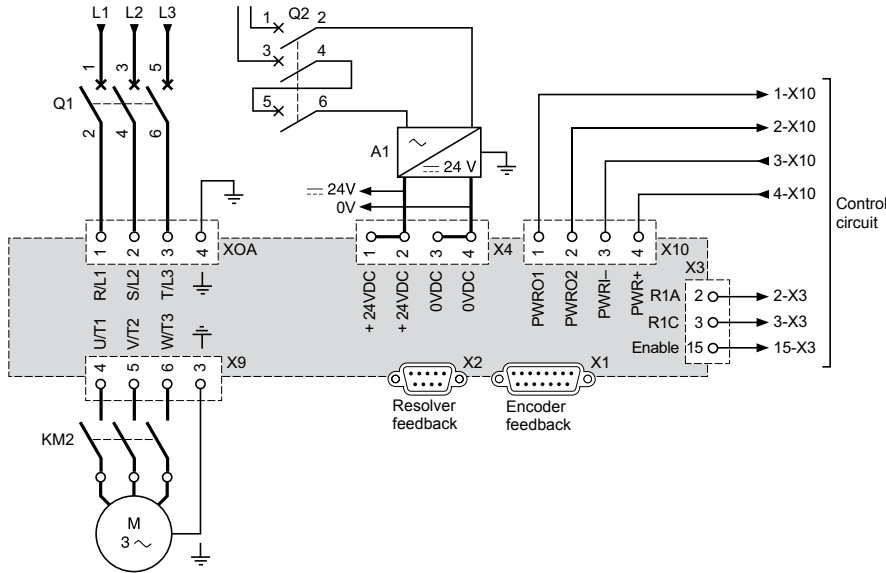 L1 L2 L3
1 3 5
Q1
2 4 6
1 Q2 2
3 4
5 6
A1
24 V
24V
0V
1-X10
2-X10
3-X10
4-X10
Control
circuit
1 2 3 4 XOA
R/L1 S/L2 T/L3
1 2 3 4 X4
+ 24VDC + 24VDC 0VDC 0VDC
1 2 3 4 X10
PWRO1 PWRO2 PWRI– PWR+
X3
R1A 2 2-X3
R1C 3 3-X3
Enable 15 15-X3
U/T1 V/T2 W/T3
4 5 6 3 X9
X2
Resolver
feedback
X1
Encoder
feedback
KM2
M
3